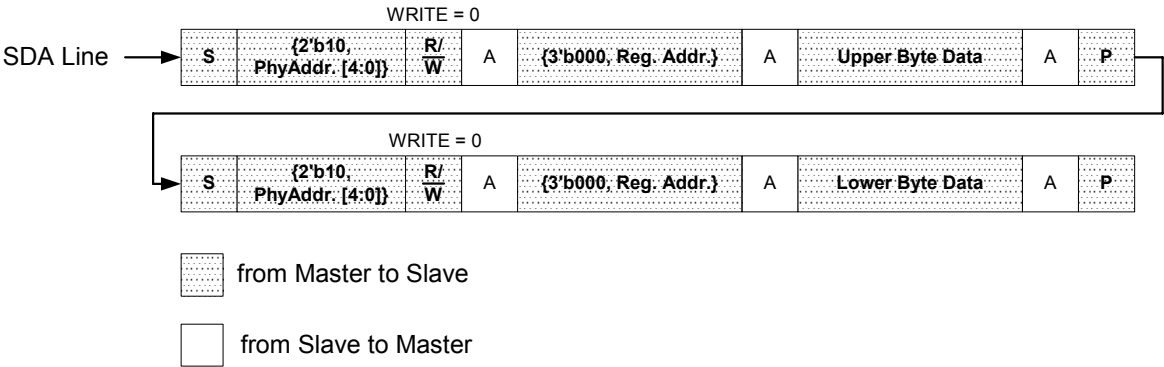 WRITE = 0
SDA Line
S
{2'b10,
PhyAddr. [4:0]}
R/
W
A
{3'b000, Reg. Addr.}
A
Upper Byte Data
A
P
WRITE = 0
S
{2'b10,
PhyAddr. [4:0]}
R/
W
A
{3'b000, Reg. Addr.}
A
Lower Byte Data
A
P
from Master to Slave
from Slave to Master